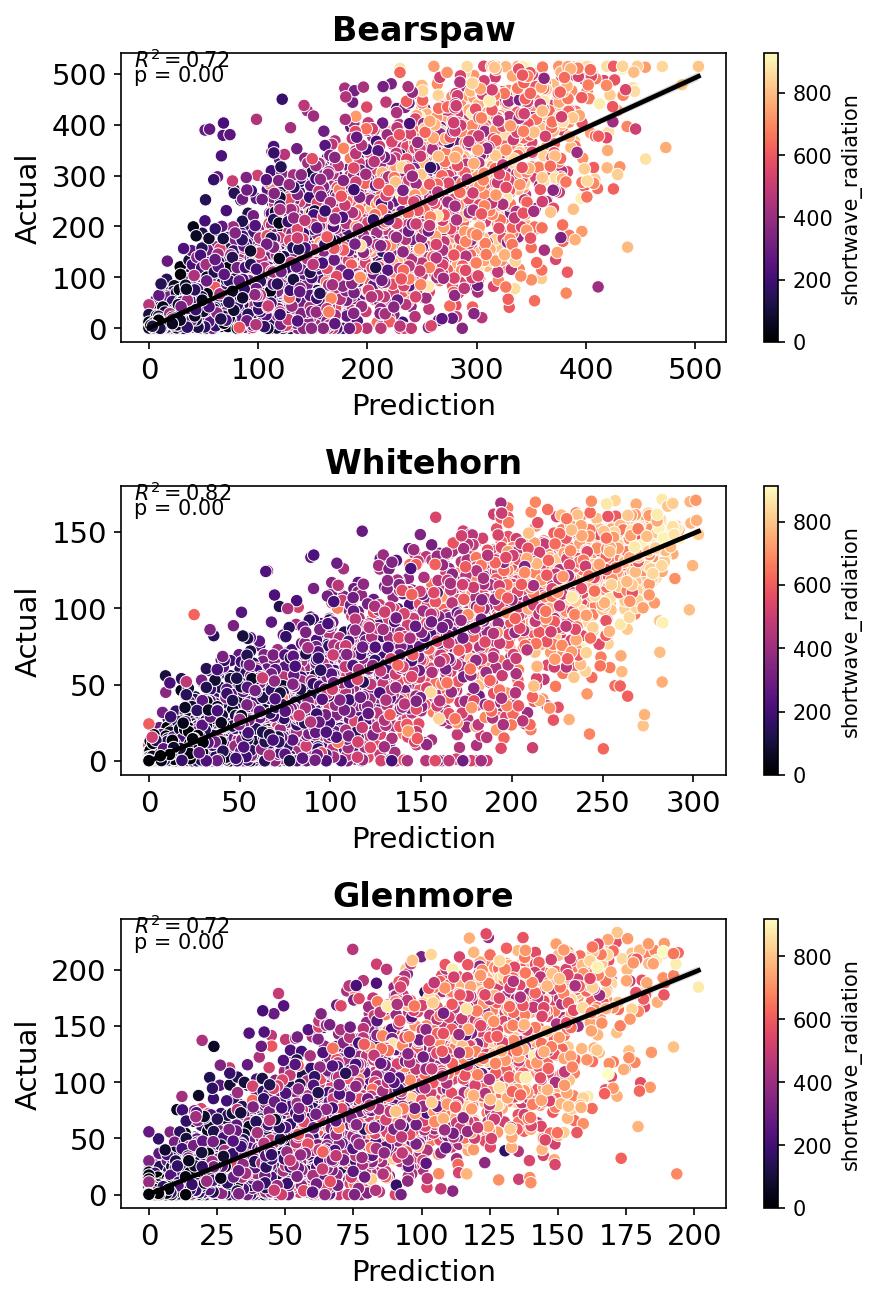 Bearspaw
R² = 0.72
p = 0.00
500
400
300
200
100
0
Actual
0 100 200 300 400 500
Prediction
800
600
400
200
0
shortwave_radiation
Whitehorn
R² = 0.82
p = 0.00
150
100
50
0
Actual
0 50 100 150 200 250 300
Prediction
800
600
400
200
0
shortwave_radiation
Glenmore
R² = 0.72
p = 0.00
200
150
100
50
0
Actual
0 25 50 75 100 125 150 175 200
Prediction
800
600
400
200
0
shortwave_radiation